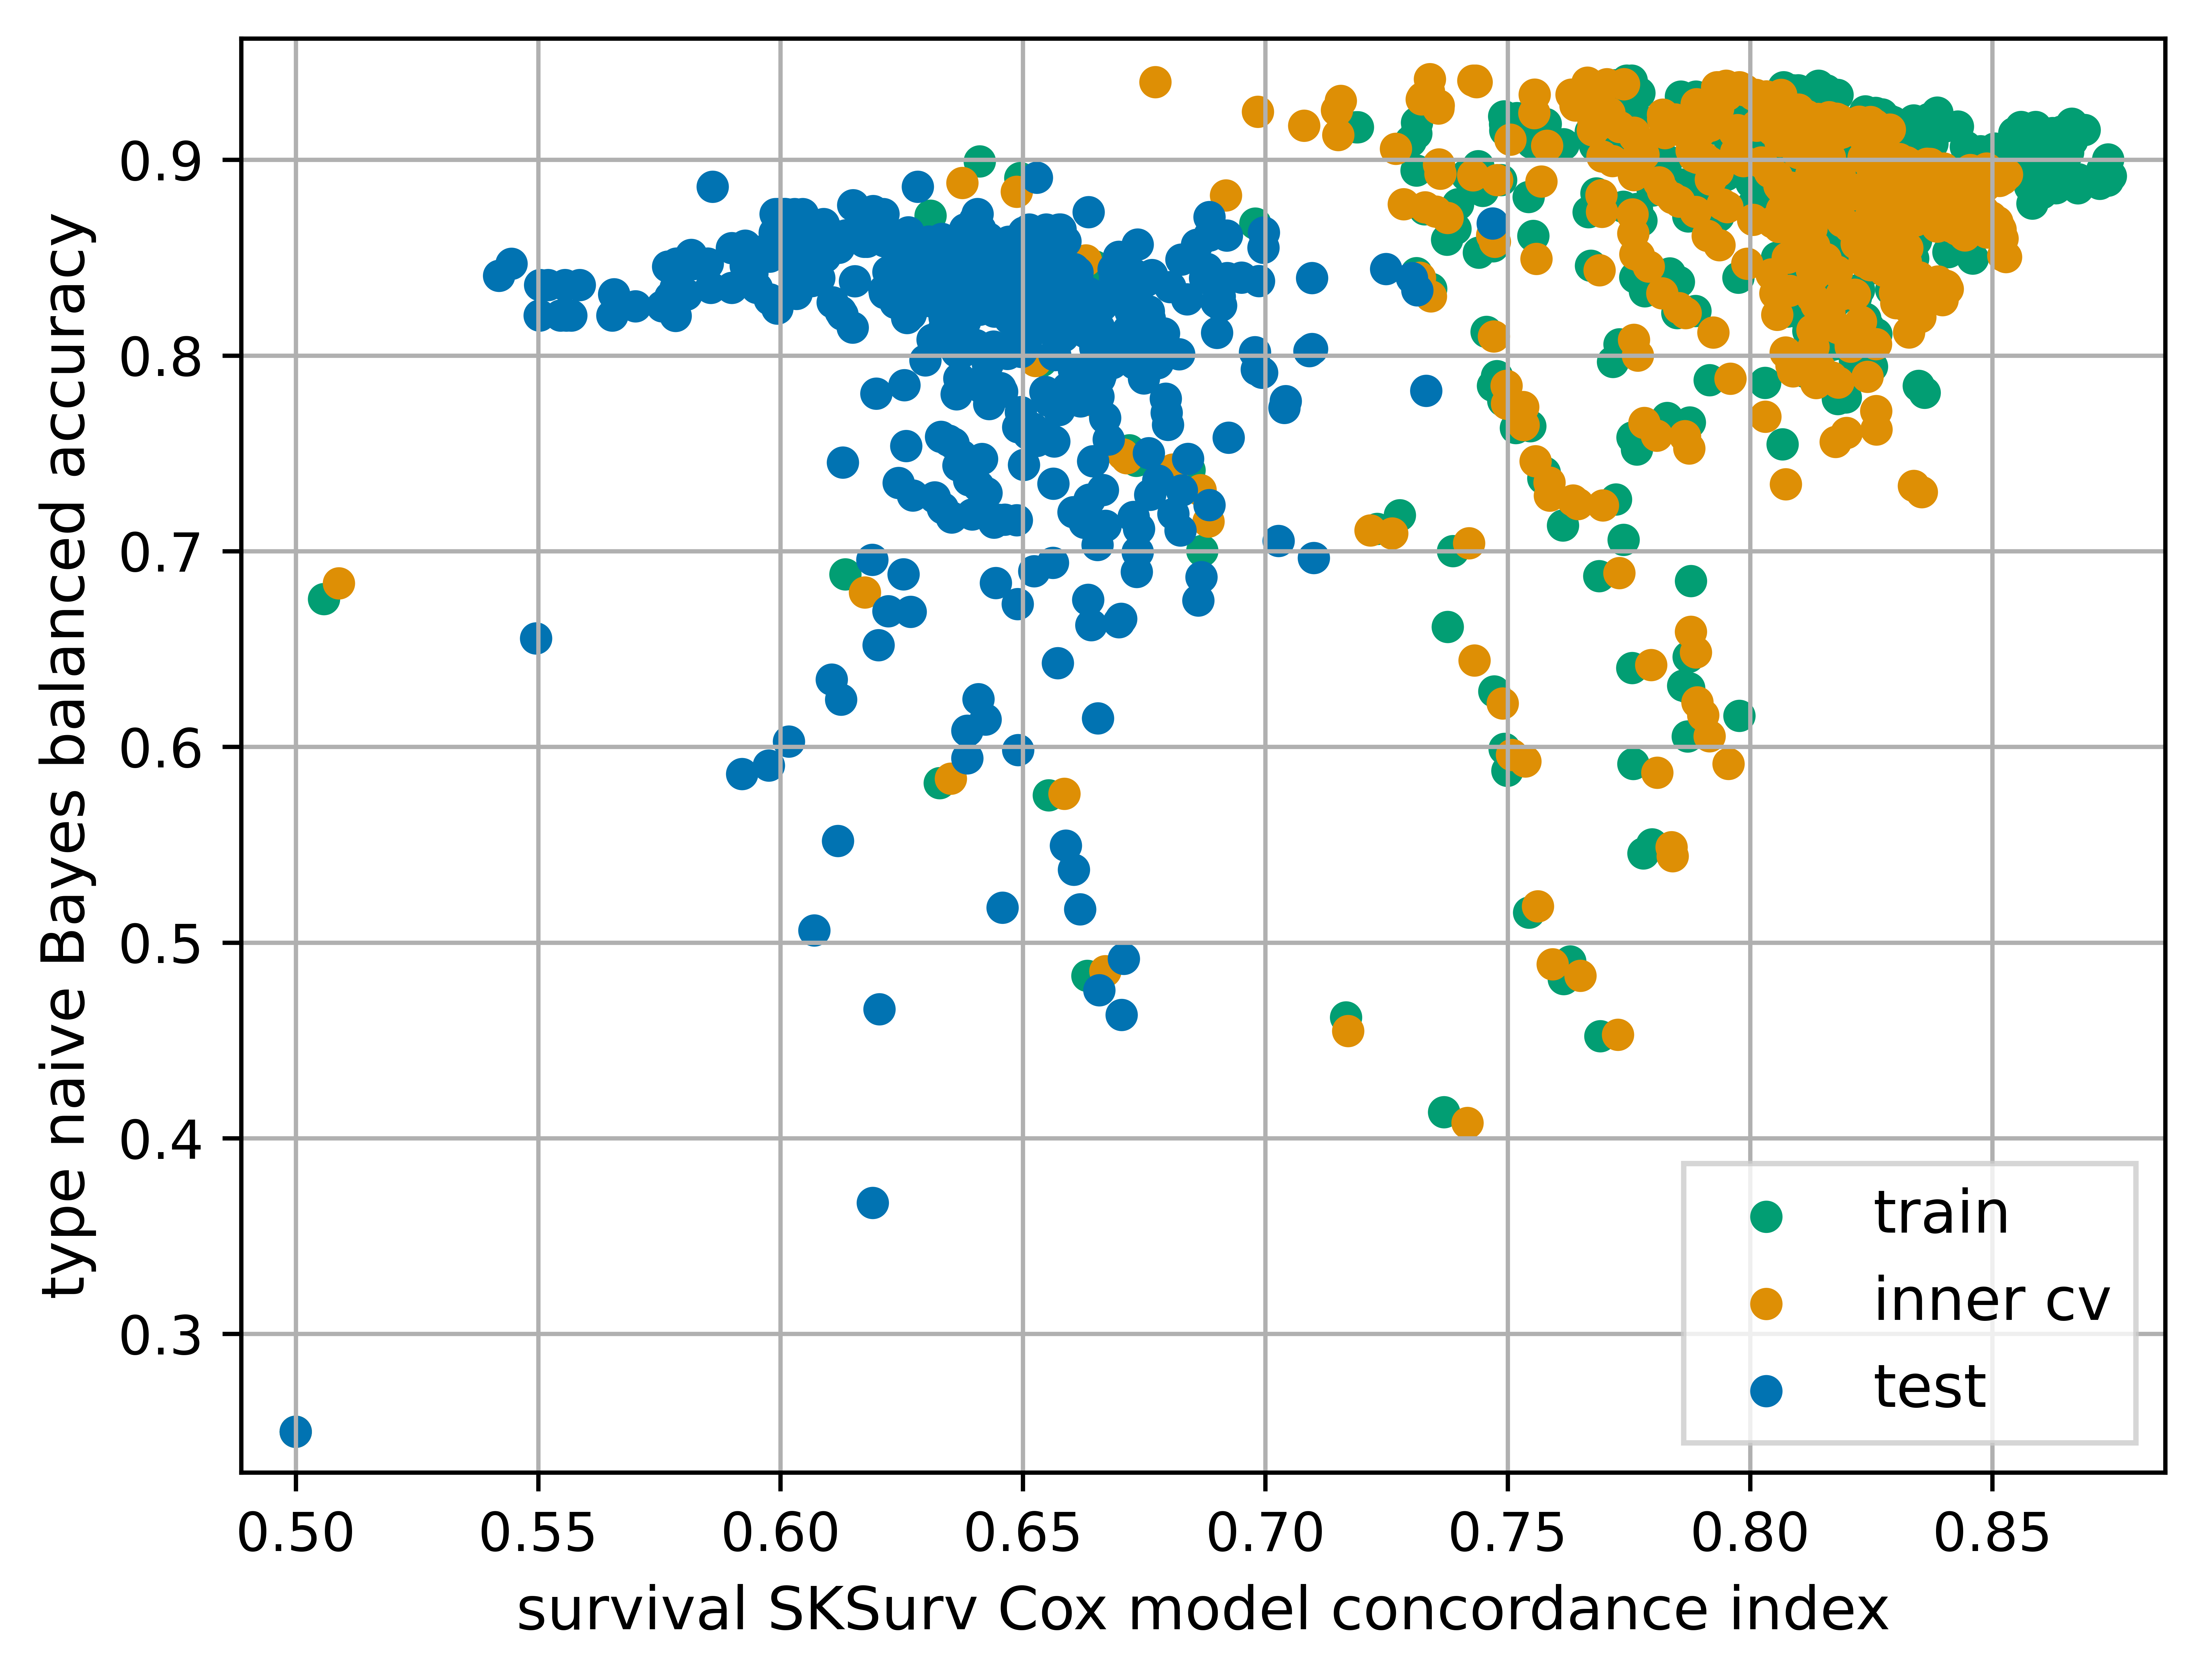 type naive Bayes balanced accuracy
0.9
0.8
0.7
0.6
0.5
0.4
0.3
train
inner cv
test
0.50 0.55 0.60 0.65 0.70 0.75 0.80 0.85
survival SKSurv Cox model concordance index